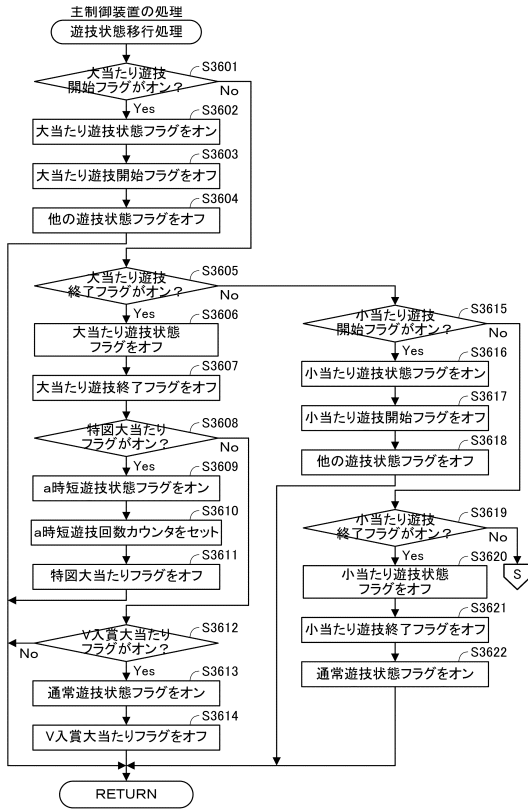 主制御装置の処理
遊技状態移行処理
S3601
大当たり遊技
開始フラグがオン？
No
Yes
S3602
大当たり遊技状態フラグをオン
S3603
大当たり遊技開始フラグをオフ
S3604
他の遊技状態フラグをオフ
S3605
大当たり遊技
終了フラグがオン？
No
Yes
S3606
大当たり遊技状態
フラグをオフ
S3607
大当たり遊技終了フラグをオフ
S3608
特図大当たり
フラグがオン？
No
Yes
S3609
a時短遊技状態フラグをオン
S3610
a時短遊技回数カウンタをセット
S3611
特図大当たりフラグをオフ
S3612
V入賞大当たり
フラグがオン？
No
Yes
S3613
通常遊技状態フラグをオン
S3614
V入賞大当たりフラグをオフ
RETURN
S3615
小当たり遊技
開始フラグがオン？
No
Yes
S3616
小当たり遊技状態フラグをオン
S3617
小当たり遊技開始フラグをオフ
S3618
他の遊技状態フラグをオフ
S3619
小当たり遊技
終了フラグがオン？
No
Yes
S
S3620
小当たり遊技状態
フラグをオフ
S3621
小当たり遊技終了フラグをオフ
S3622
通常遊技状態フラグをオン